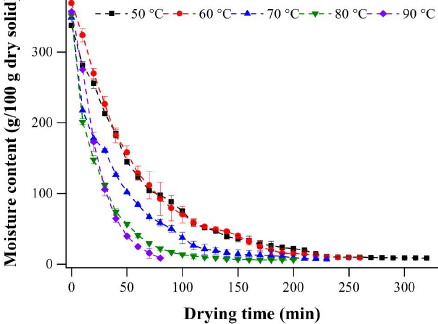 50 °C 60 °C 70 °C 80 °C 90 °C
Moisture content (g/100 g dry solid)
300
200
100
0
0 50 100 150 200 250 300
Drying time (min)